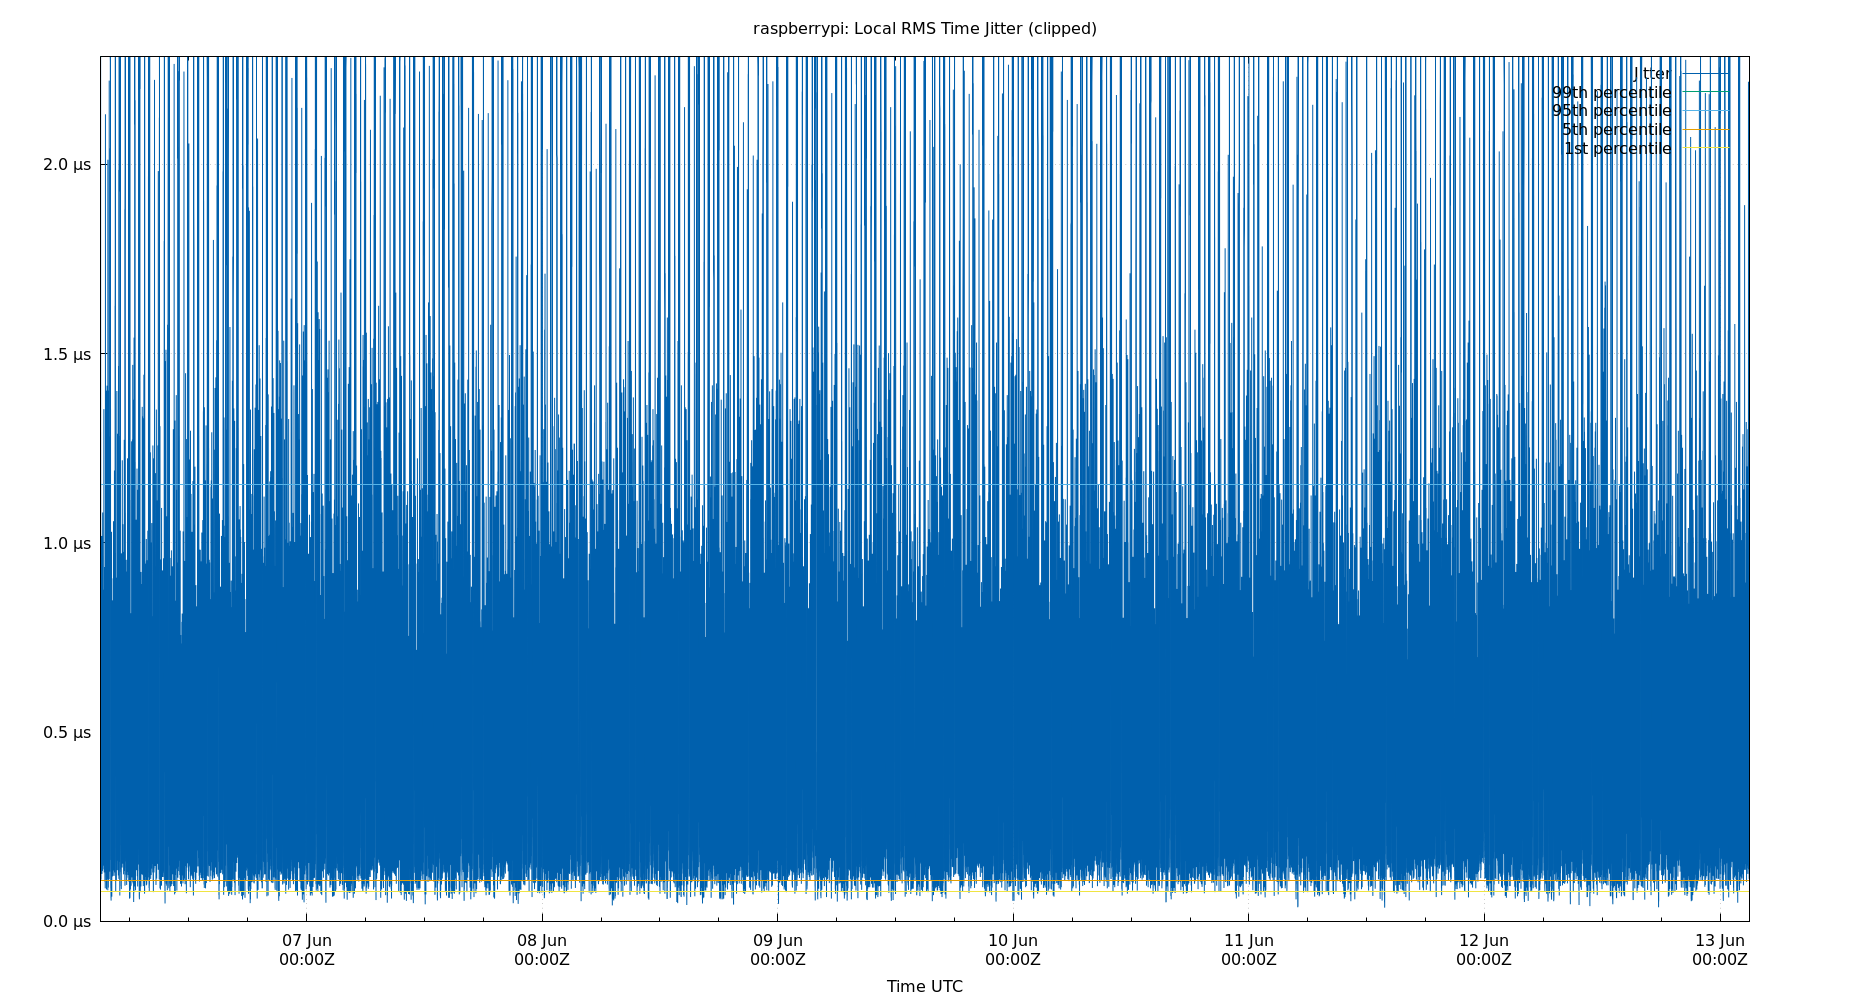 raspberrypi: Local RMS Time Jitter (clipped)
Jitter
99th percentile
95th percentile
5th percentile
1st percentile
2.0 µs
1.5 µs
1.0 µs
0.5 µs
0.0 µs
07 Jun 08 Jun 09 Jun 10 Jun 11 Jun 12 Jun 13 Jun
00:00Z 00:00Z 00:00Z 00:00Z 00:00Z 00:00Z 00:00Z
Time UTC